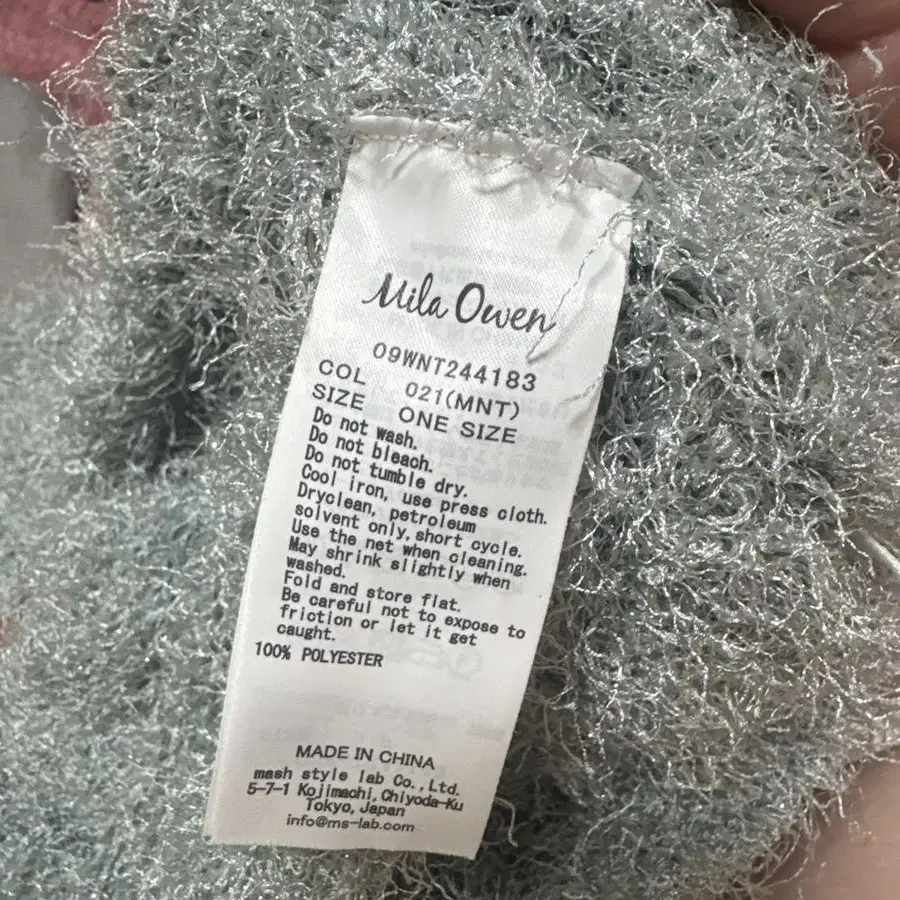 Mila Owen
09WNT244183
COL 021(MNT)
SIZE ONE SIZE
Do not wash.
Do not bleach.
Do not tumble dry.
Cool iron, use press cloth.
Dryclean, petroleum
solvent only, short cycle.
Use the net when cleaning.
May shrink slightly when
washed.
Fold and store flat.
Be careful not to expose to
friction or let it get
caught.
100% POLYESTER
MADE IN CHINA
mash style lab Co., Ltd.
5-7-1 Kojimachi, Chiyoda-Ku
Tokyo, Japan
info@ms-lab.com